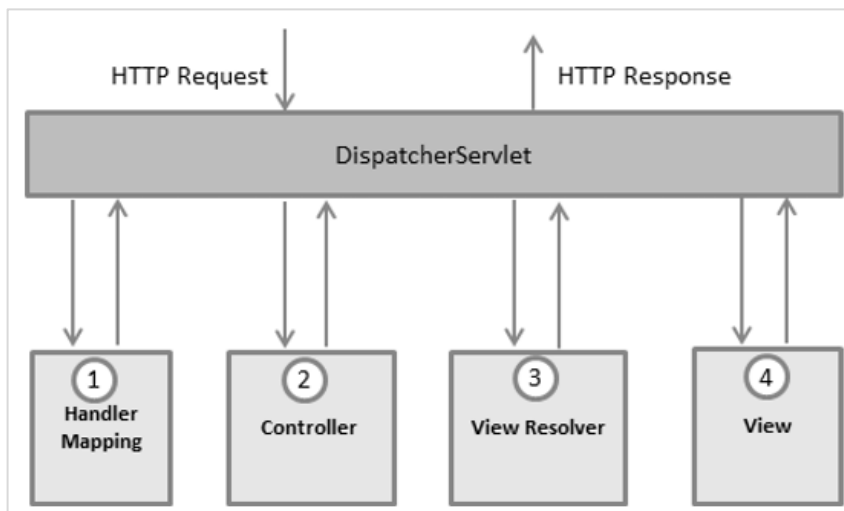 HTTP Request
HTTP Response
DispatcherServlet
1
Handler
Mapping
2
Controller
3
View Resolver
4
View